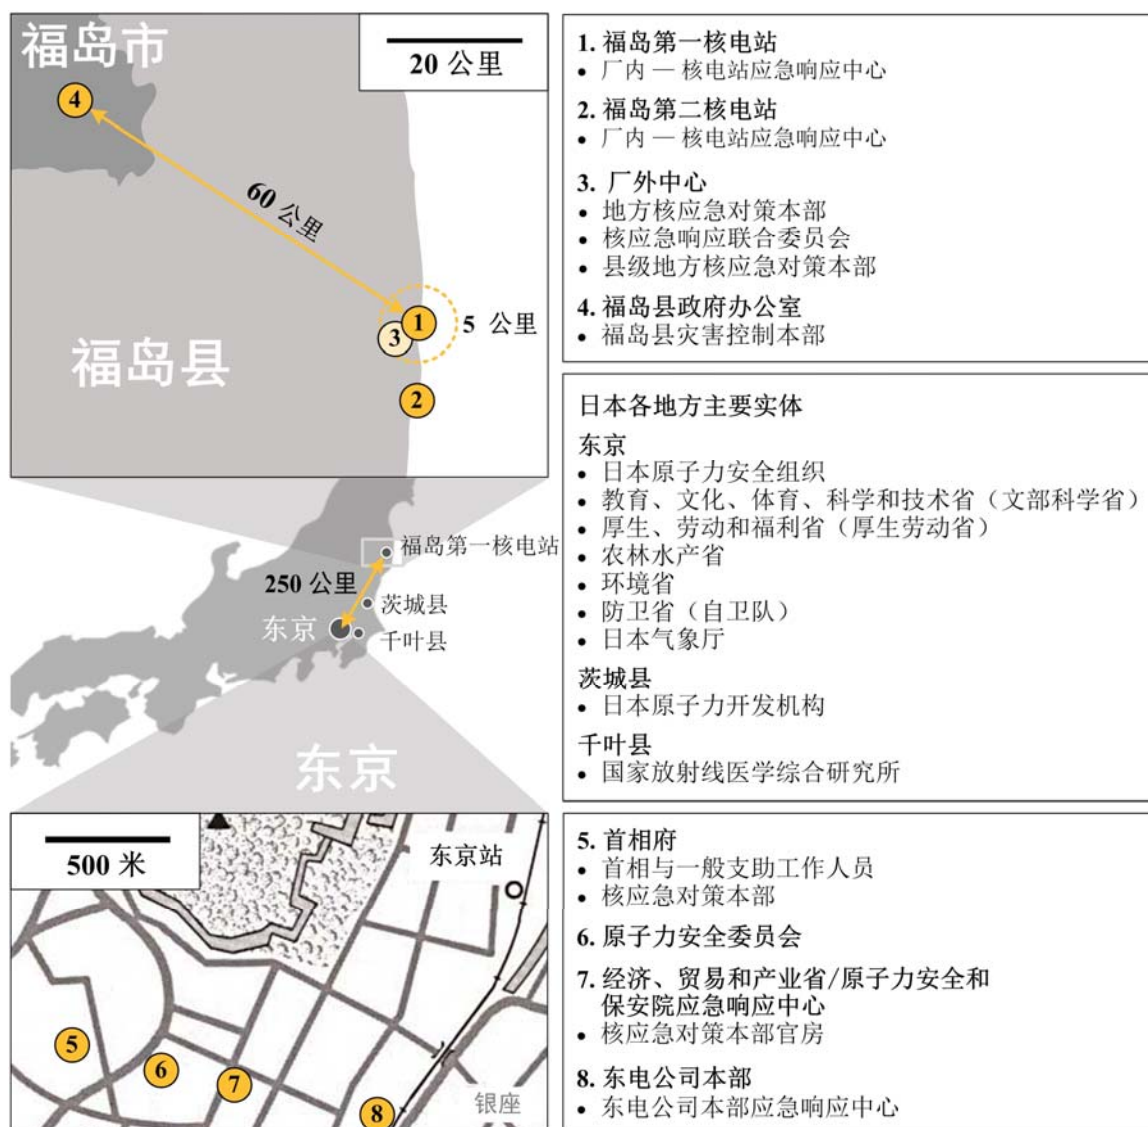 福岛市
20 公里
4
60 公里
1
5 公里
3
福岛县
2
1. 福岛第一核电站
• 厂内 — 核电站应急响应中心
2. 福岛第二核电站
• 厂内 — 核电站应急响应中心
3. 厂外中心
• 地方核应急对策本部
• 核应急响应联合委员会
• 县级地方核应急对策本部
4. 福岛县政府办公室
• 福岛县灾害控制本部
福岛第一核电站
250 公里
茨城县
东京
千叶县
东京
日本各地方主要实体
东京
• 日本原子力安全组织
• 教育、文化、体育、科学和技术省（文部科学省）
• 厚生、劳动和福利省（厚生劳动省）
• 农林水产省
• 环境省
• 防卫省（自卫队）
• 日本气象厅
茨城县
• 日本原子力开发机构
千叶县
• 国家放射线医学综合研究所
500 米
东京站
5
6
7
8
银座
5. 首相府
• 首相与一般支助工作人员
• 核应急对策本部
6. 原子力安全委员会
7. 经济、贸易和产业省/原子力安全和
保安院应急响应中心
• 核应急对策本部官房
8. 东电公司本部
• 东电公司本部应急响应中心